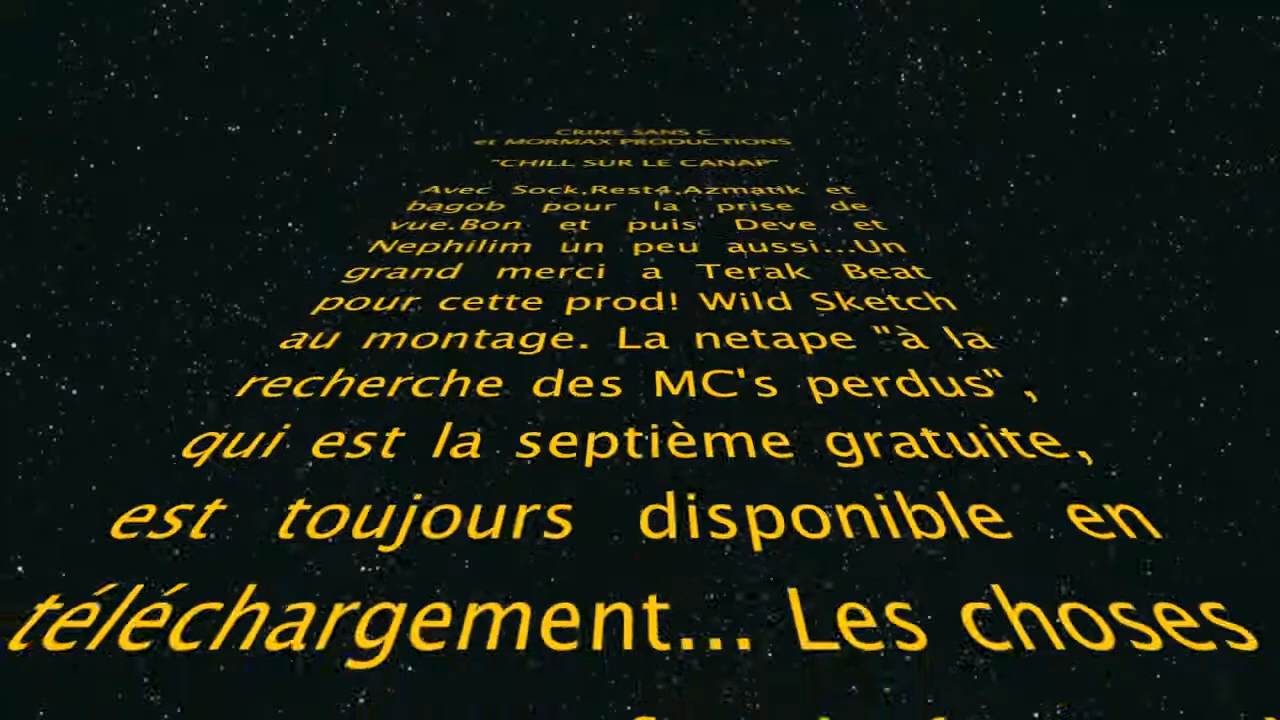 CRIME SANS C
et MORMAX PRODUCTIONS
"CHILL SUR LE CANAP"
Avec Sock,Rest4,Azmatik et
bagob pour la prise de
vue.Bon et puis Deve et
Nephilim un peu aussi...Un
grand merci a Terak Beat
pour cette prod! Wild Sketch
au montage. La netape "à la
recherche des MC's perdus",
qui est la septième gratuite,
est toujours disponible en
téléchargement... Les choses